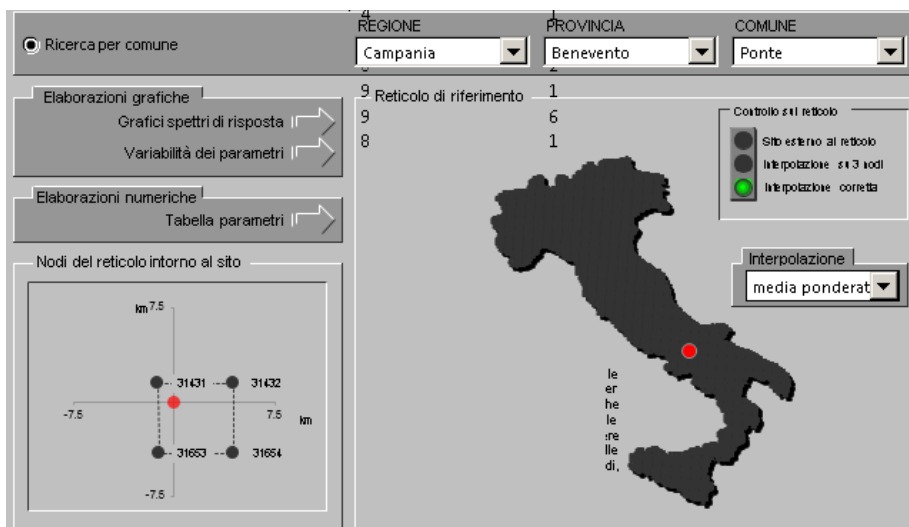 4 1
REGIONE PROVINCIA COMUNE
Ricerca per comune
Campania Benevento Ponte
2
Elaborazioni grafiche
9 1
Reticolo di riferimento
Grafici spettri di risposta
9 6
Variabilità dei parametri
8 1
Controllo sul reticolo
Sito esterno al reticolo
Interpolazione su 3 nodi
Interpolazione corretta
Elaborazioni numeriche
Tabella parametri
Interpolazione
media ponderat
Nodi del reticolo intorno al sito
km 7.5
31431 31432
-7.5 7.5
km
31653 31654
-7.5
le
er
he
le
re
lle
di,